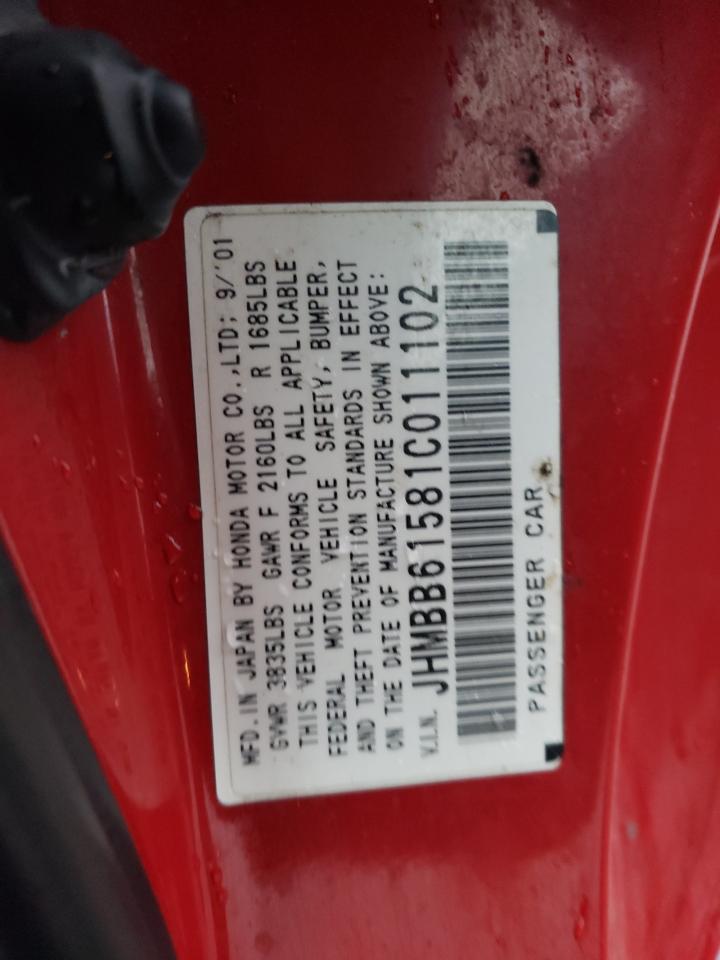 MFD. IN JAPAN BY HONDA MOTOR CO.,LTD; 9/'01
GVWR 3835LBS GAWR F 2160LBS R 1685LBS
THIS VEHICLE CONFORMS TO ALL APPLICABLE
FEDERAL MOTOR VEHICLE SAFETY, BUMPER,
AND THEFT PREVENTION STANDARDS IN EFFECT
ON THE DATE OF MANUFACTURE SHOWN ABOVE:
V.I.N. JHMBB61581C011102
PASSENGER CAR